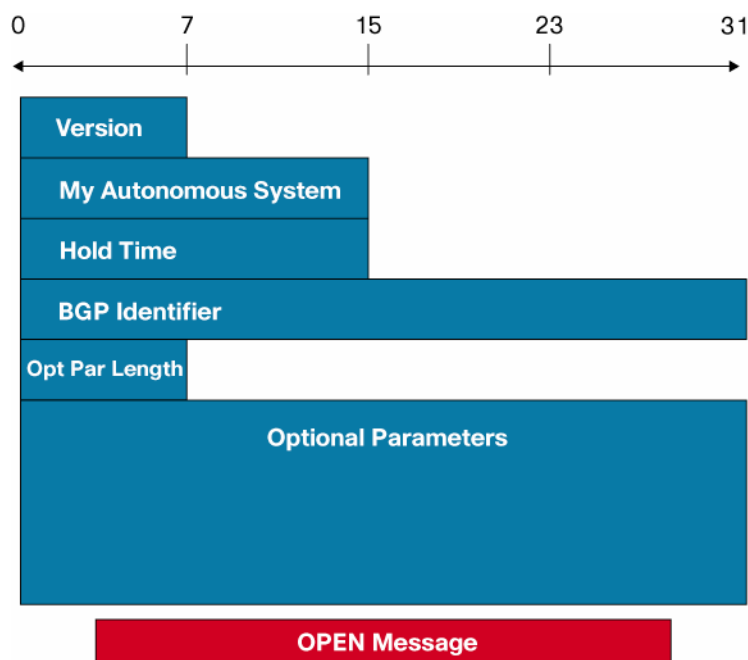 0 7 15 23 31
Version
My Autonomous System
Hold Time
BGP Identifier
Opt Par Length
Optional Parameters
OPEN Message